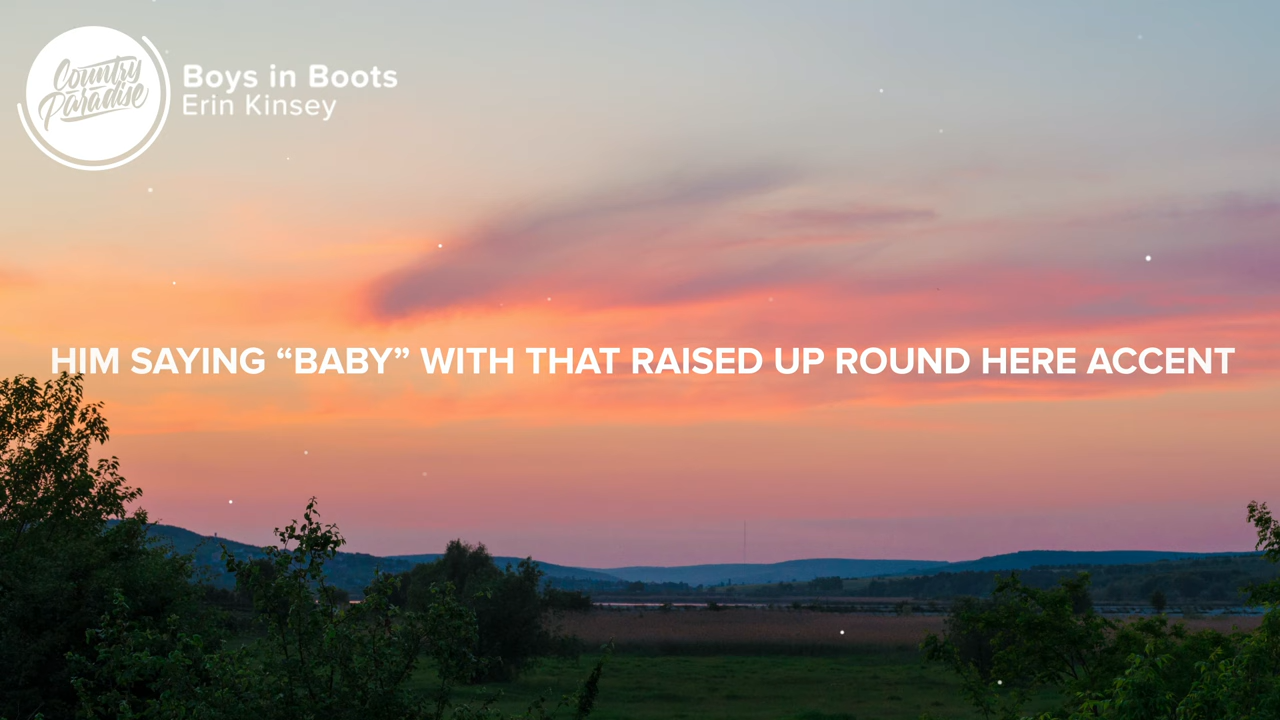 Country
Paradise
Boys in Boots
Erin Kinsey
HIM SAYING “BABY” WITH THAT RAISED UP ROUND HERE ACCENT